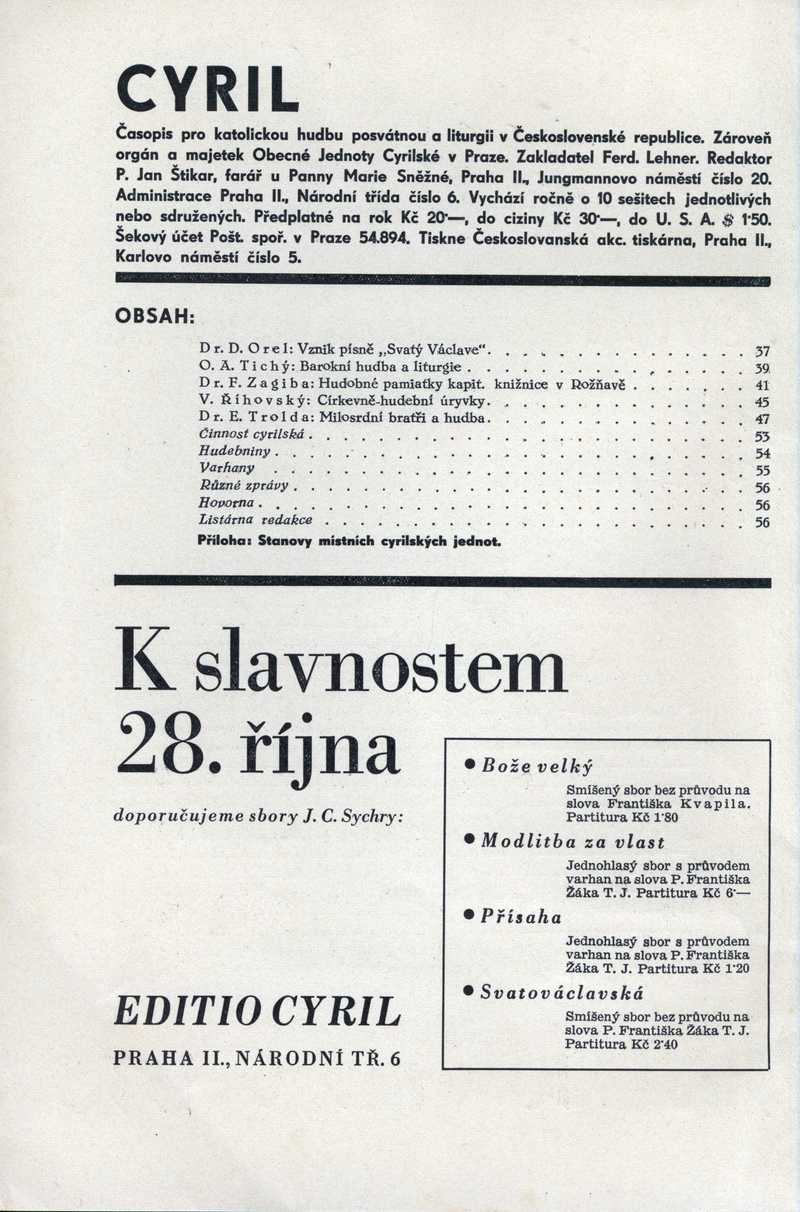 CYRIL
Časopis pro katolickou hudbu posvátnou a liturgii v Československé republice. Zároveň
orgán a majetek Obecné Jednoty Cyrilské v Praze. Zakladatel Ferd. Lehner. Redaktor
P. Jan Štikar, farář u Panny Marie Sněžné, Praha II., Jungmannovo náměstí číslo 20.
Administrace Praha II., Národní třída číslo 6. Vychází ročně o 10 sešitech jednotlivých
nebo sdružených. Předplatné na rok Kč 20·—, do ciziny Kč 30·—, do U. S. A. $ 1·50.
Šekový účet Pošt. spoř. v Praze 54.894. Tiskne Českoslovanská akc. tiskárna, Praha II.,
Karlovo náměstí číslo 5.
OBSAH:
Dr. D. Orel: Vznik písně „Svatý Václave“. . . . . . . . . . . . . . . . 37
O. A. Tichý: Barokní hudba a liturgie . . . . . . . . . . . . . . . . . 39
Dr. F. Zagiba: Hudobné pamiatky kapit. knižnice v Rožňavě . . . . . . . 41
V. Říhovský: Církevně-hudební úryvky. . . . . . . . . . . . . . . . 45
Dr. E. Trolda: Milosrdní bratři a hudba. . . . . . . . . . . . . . . . 47
Činnost cyrilská . . . . . . . . . . . . . . . . . . . . . . . . . . 53
Hudebniny . . . . . . . . . . . . . . . . . . . . . . . . . . . . 54
Varhany . . . . . . . . . . . . . . . . . . . . . . . . . . . . 55
Různé zprávy . . . . . . . . . . . . . . . . . . . . . . . . . . . 56
Hovorna . . . . . . . . . . . . . . . . . . . . . . . . . . . . . 56
Listárna redakce . . . . . . . . . . . . . . . . . . . . . . . . . 56
Příloha: Stanovy místních cyrilských jednot.
K slavnostem
28. října
doporučujeme sbory J. C. Sychry:
EDITIO CYRIL
PRAHA II., NÁRODNÍ TŘ. 6
● Bože velký
Smíšený sbor bez průvodu na
slova Františka Kvapila.
Partitura Kč 1·80
● Modlitba za vlast
Jednohlasý sbor s průvodem
varhan na slova P. Františka
Žáka T. J. Partitura Kč 6·—
● Přísaha
Jednohlasý sbor s průvodem
varhan na slova P. Františka
Žáka T. J. Partitura Kč 1·20
● Svatováclavská
Smíšený sbor bez průvodu na
slova P. Františka Žáka T. J.
Partitura Kč 2·40